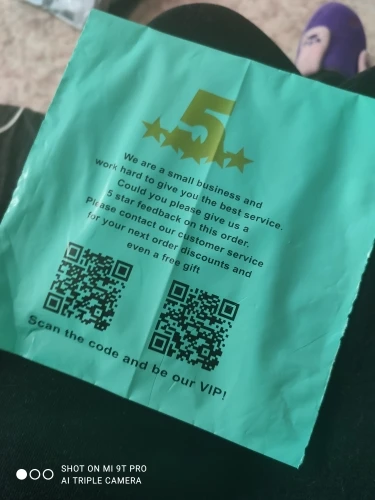 5
We are a small business and
work hard to give you the best service.
Could you please give us a
5 star feedback on this order.
Please contact our customer service
for your next order discounts and
even a free gift
Scan the code and be our VIP!
SHOT ON MI 9T PRO
AI TRIPLE CAMERA